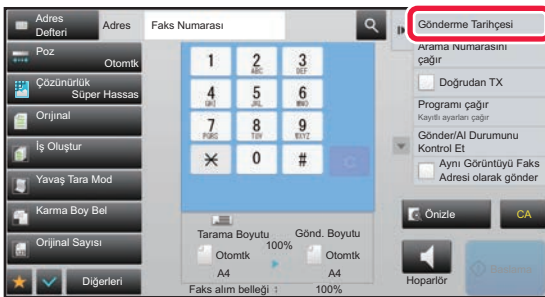 Adres
Defteri
Adres
Faks Numarası
Poz
Otomtk
Çözünürlük
Süper Hassas
Orijinal
İş Oluştur
Yavaş Tara Mod
Karma Boy Bel
Orijinal Sayısı
Diğerleri
1
2
ABC
3
DEF
4
GHI
5
JKL
6
MNO
7
PQRS
8
TUV
9
WXYZ
0
#
C
Tarama Boyutu
Gönd. Boyutu
100%
Otomtk
Otomtk
A4
A4
Faks alım belleği :
100%
Gönderme Tarihçesi
Arama Numarasını
çağır
Doğrudan TX
Programı çağır
Kayıtlı ayarları çağır
Gönder/Al Durumunu
Kontrol Et
Aynı Görüntüyü Faks
Adresi olarak gönder
Önizle
CA
Hoparlör